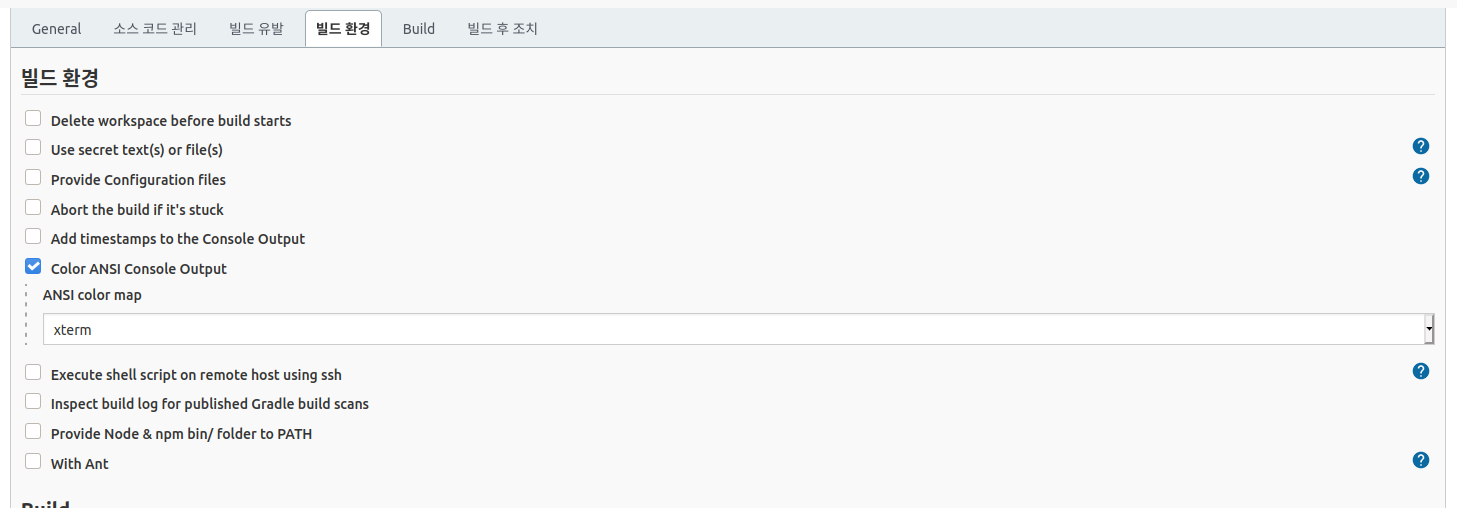 General 소스 코드 관리 빌드 유발 빌드 환경 Build 빌드 후 조치
빌드 환경
Delete workspace before build starts
Use secret text(s) or file(s)
Provide Configuration files
Abort the build if it's stuck
Add timestamps to the Console Output
Color ANSI Console Output
ANSI color map
xterm
Execute shell script on remote host using ssh
Inspect build log for published Gradle build scans
Provide Node & npm bin/ folder to PATH
With Ant
Build